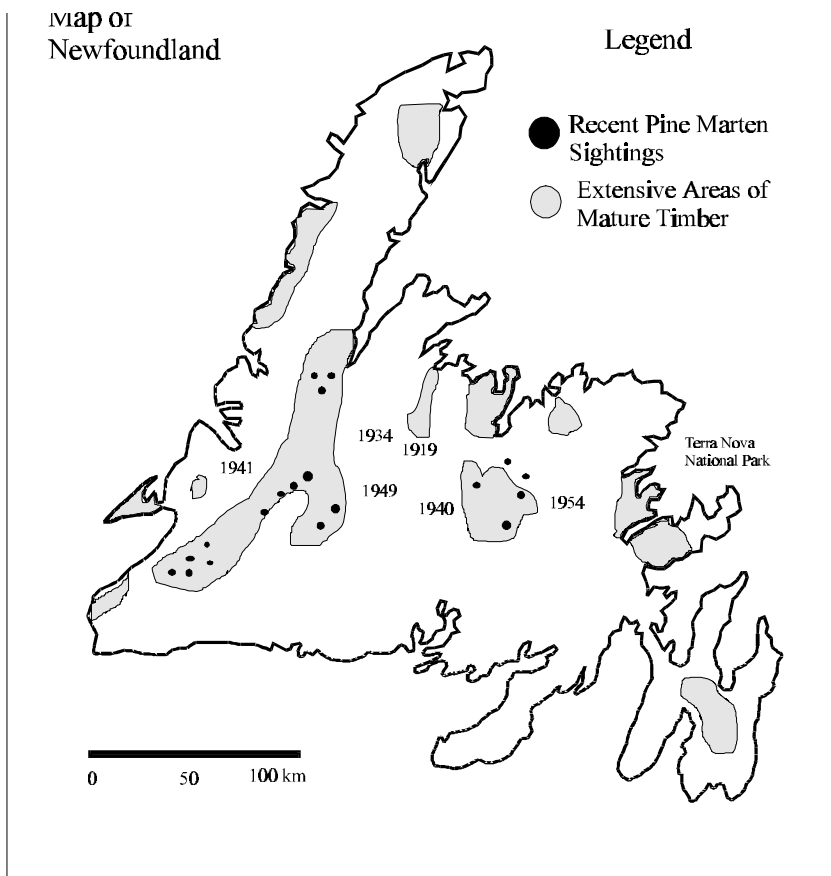 Map of
Newfoundland
Legend
Recent Pine Marten
Sightings
Extensive Areas of
Mature Timber
1934
1919
Terra Nova
National Park
1941
1949
1940
1954
0 50 100 km